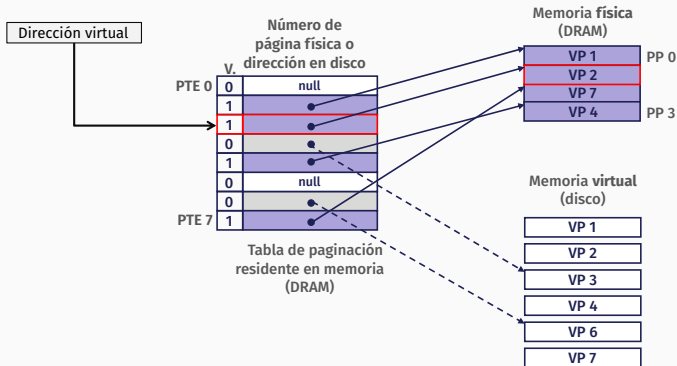 Dirección virtual
Número de
página física o
dirección en disco
V.
PTE 0
0
null
1
1
0
1
0
null
0
PTE 7
1
Tabla de paginación
residente en memoria
(DRAM)
Memoria física
(DRAM)
VP 1
PP 0
VP 2
VP 7
VP 4
PP 3
Memoria virtual
(disco)
VP 1
VP 2
VP 3
VP 4
VP 6
VP 7